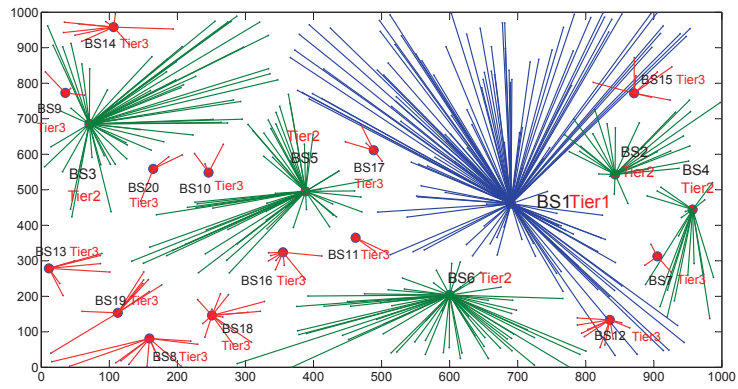 1000
900
800
700
600
500
400
300
200
100
0
0 100 200 300 400 500 600 700 800 900 1000
BS14 Tier3
BS15 Tier3
BS9
Tier3
BS3
Tier2
Tier2
BS5
BS17
Tier3
BS20
Tier3
BS10 Tier3
BS2
Tier2
BS4
Tier2
BS1Tier1
BS13 Tier3
BS11 Tier3
BS16 Tier3
BS6 Tier2
BS7 Tier3
BS19 Tier3
BS18
Tier3
BS8 Tier3
BS12 Tier3